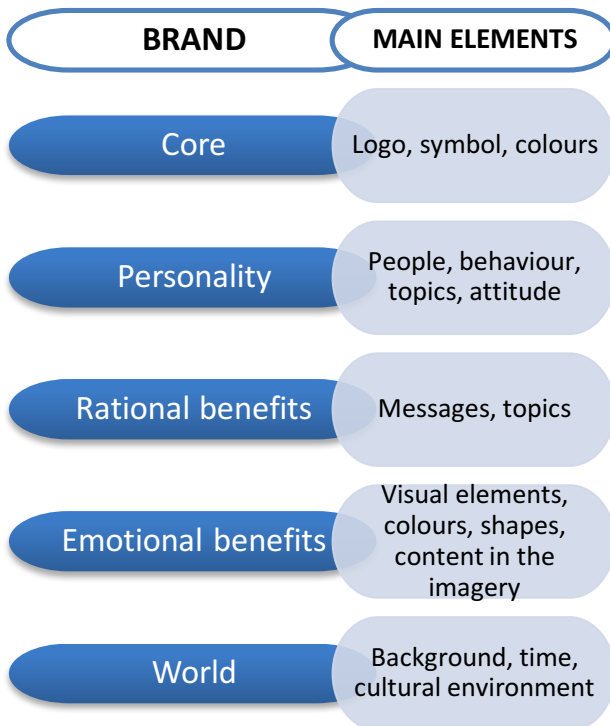 BRAND
MAIN ELEMENTS
Core
Logo, symbol, colours
Personality
People, behaviour,
topics, attitude
Rational benefits
Messages, topics
Emotional benefits
Visual elements,
colours, shapes,
content in the
imagery
World
Background, time,
cultural environment